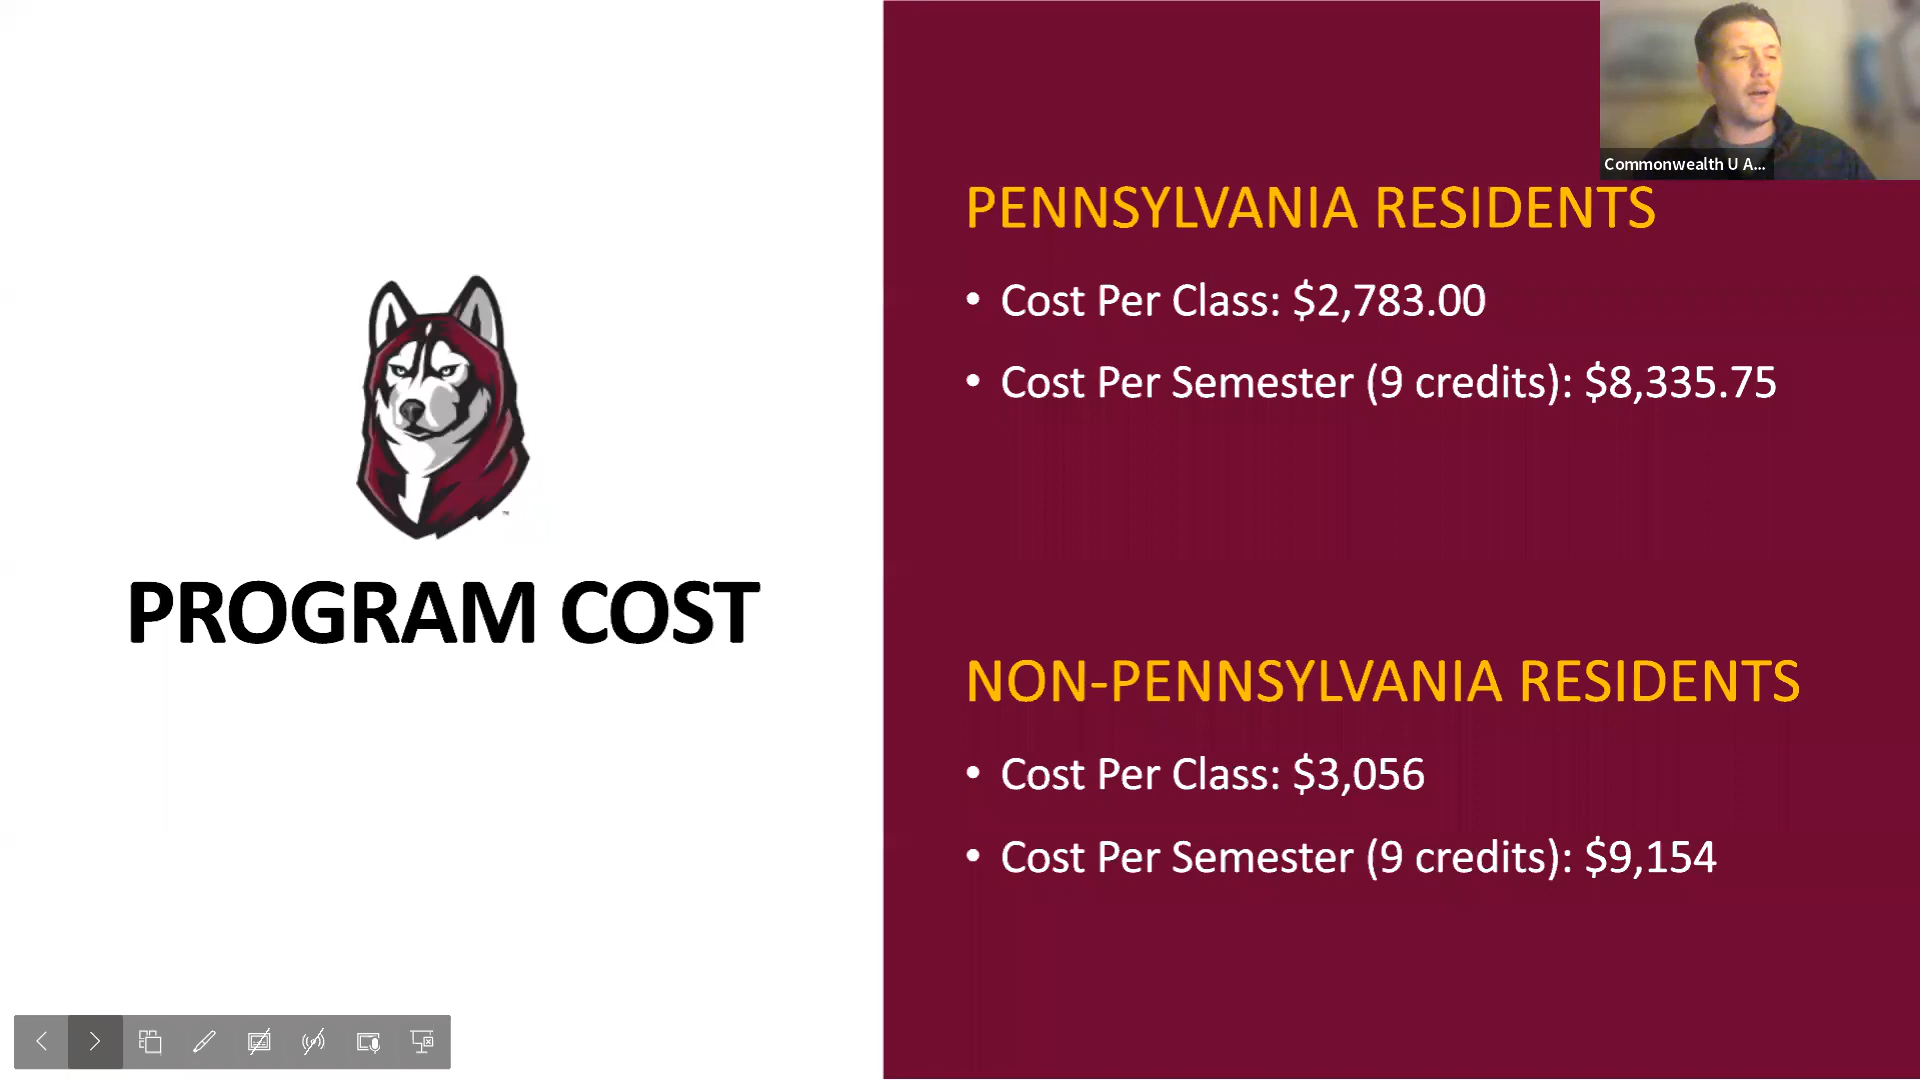 Commonwealth U A...
PENNSYLVANIA RESIDENTS
• Cost Per Class: $2,783.00
• Cost Per Semester (9 credits): $8,335.75
™
PROGRAM COST
NON-PENNSYLVANIA RESIDENTS
• Cost Per Class: $3,056
• Cost Per Semester (9 credits): $9,154